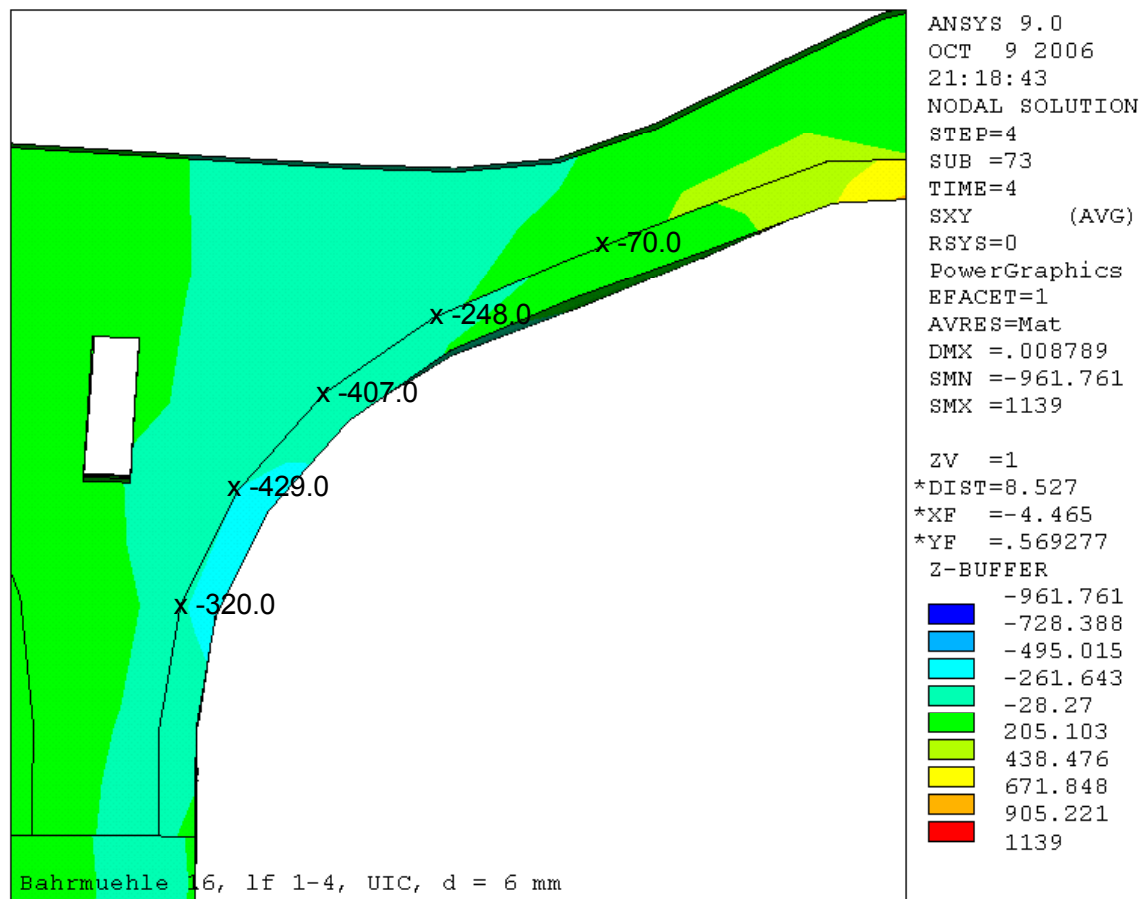 ANSYS 9.0
OCT 9 2006
21:18:43
NODAL SOLUTION
STEP=4
SUB =73
TIME=4
SXY (AVG)
RSYS=0
PowerGraphics
EFACET=1
AVRES=Mat
DMX =.008789
SMN =-961.761
SMX =1139
ZV =1
*DIST=8.527
*XF =-4.465
*YF =.569277
Z-BUFFER
-961.761
-728.388
-495.015
-261.643
-28.27
205.103
438.476
671.848
905.221
1139
x -70.0
x -248.0
x -407.0
x -429.0
x -320.0
Bahrmuehle 16, lf 1-4, UIC, d = 6 mm